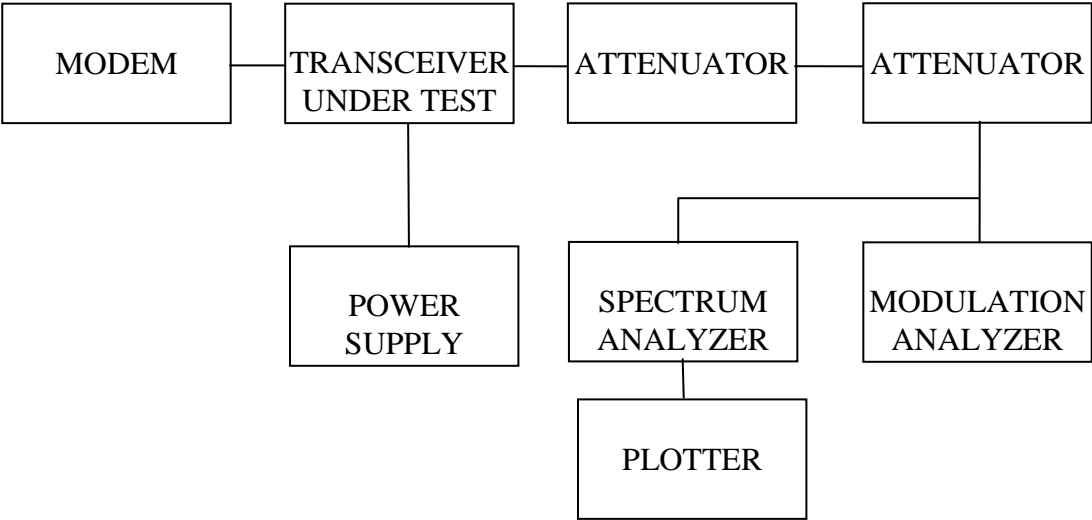 MODEM
TRANSCEIVER
UNDER TEST
ATTENUATOR
ATTENUATOR
POWER
SUPPLY
SPECTRUM
ANALYZER
MODULATION
ANALYZER
PLOTTER